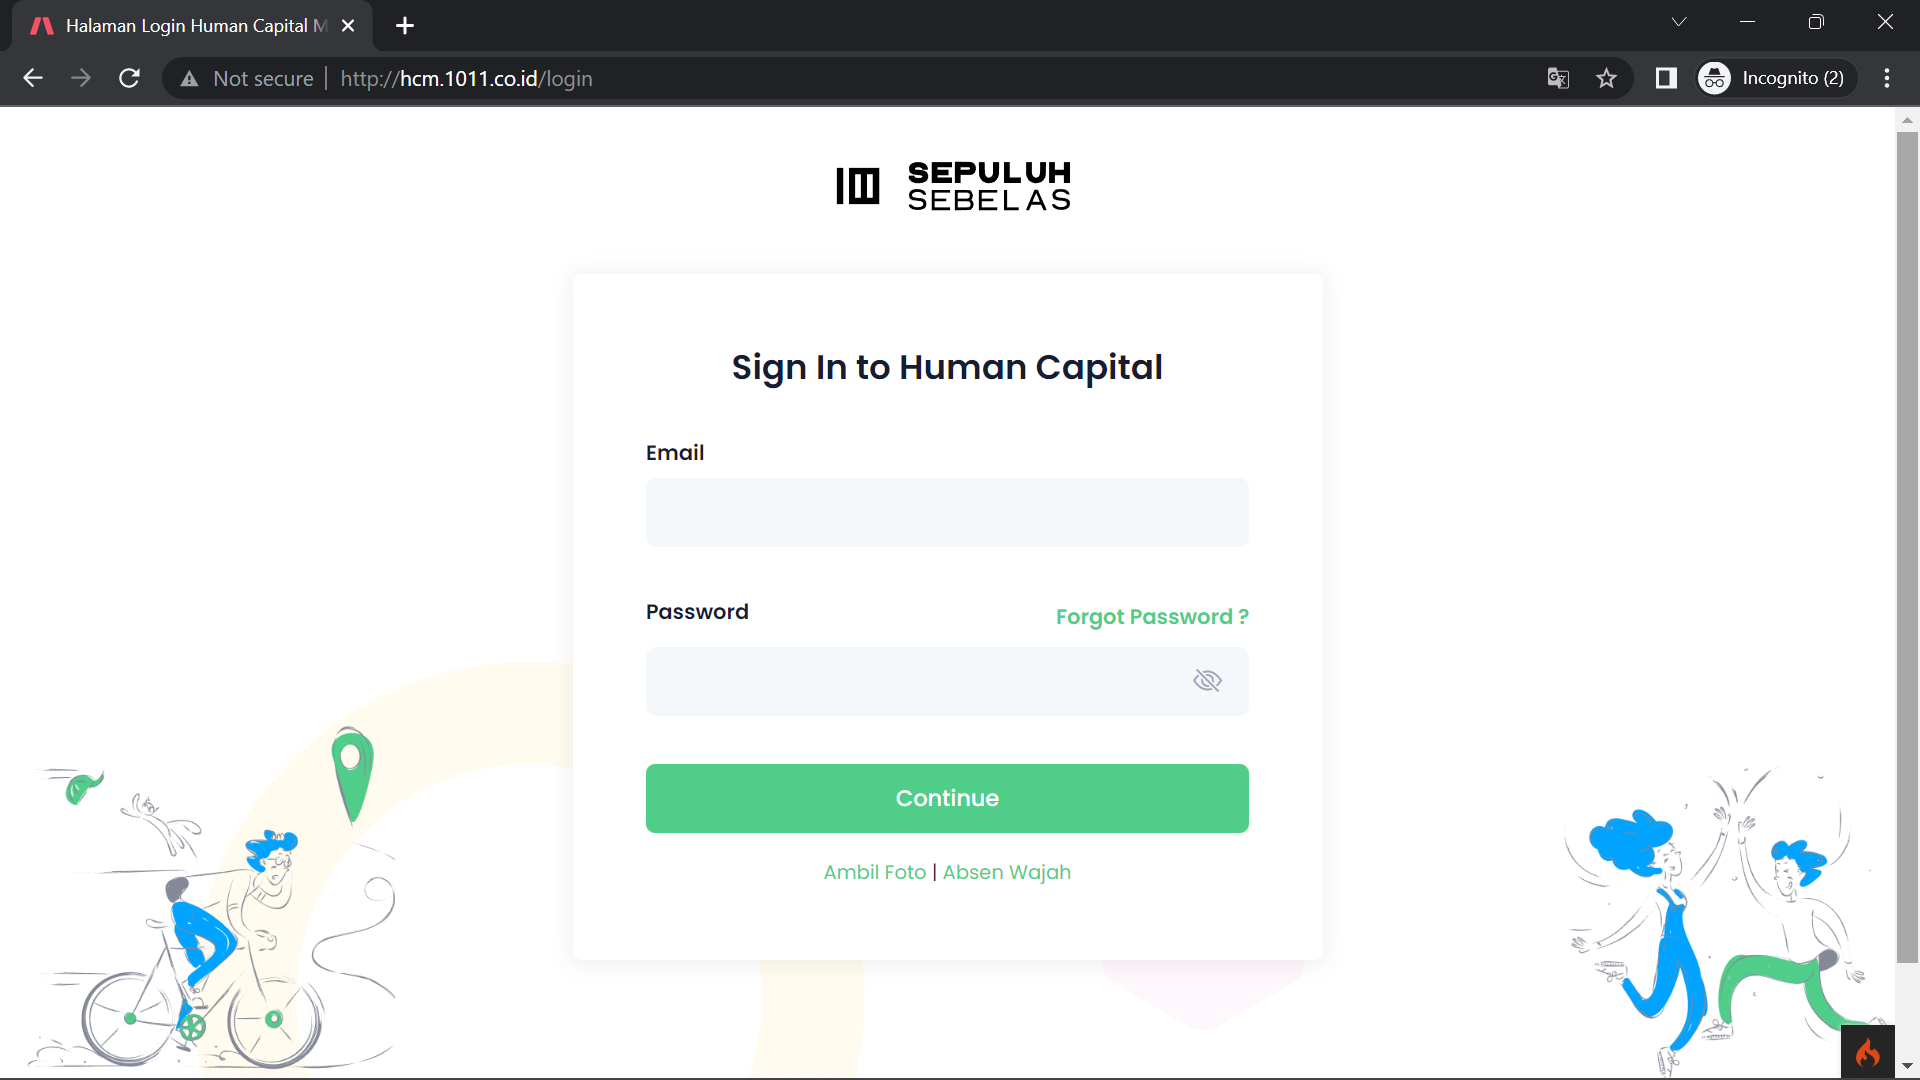 Halaman Login Human Capital M
Not secure
http://hcm.1011.co.id/login
Incognito (2)
SEPULUH
SEBELAS
Sign In to Human Capital
Email
Password
Forgot Password ?
Continue
Ambil Foto | Absen Wajah